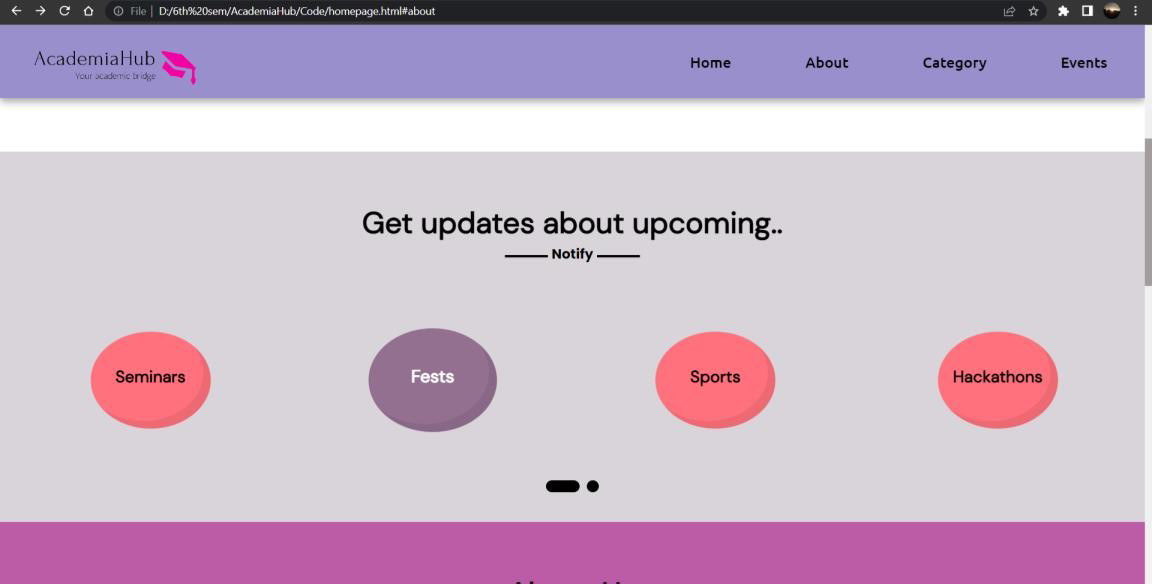 File | D:/6th%20sem/AcademiaHub/Code/homepage.html#about
AcademiaHub
Your academic bridge
Home About Category Events
Get updates about upcoming..
Notify
Seminars Fests Sports Hackathons